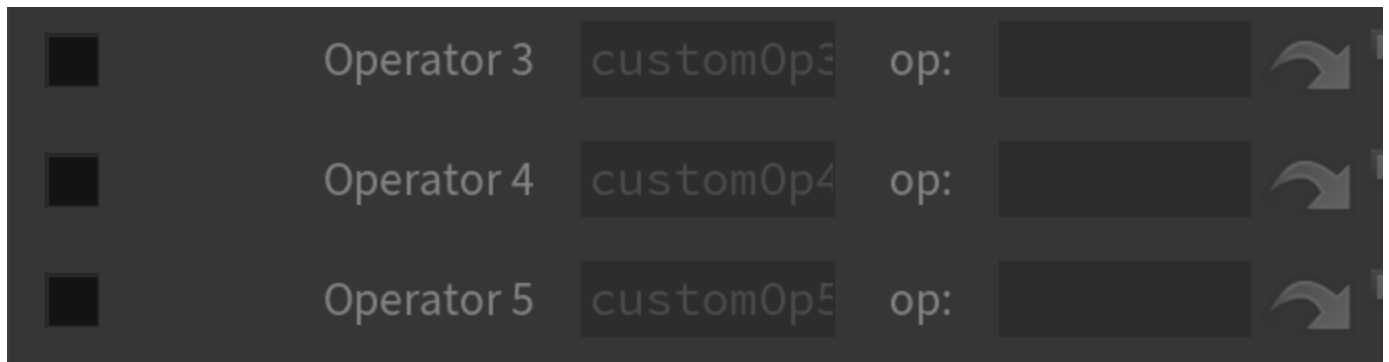 Operator 3 customOp3 op:
Operator 4 customOp4 op:
Operator 5 customOp5 op: